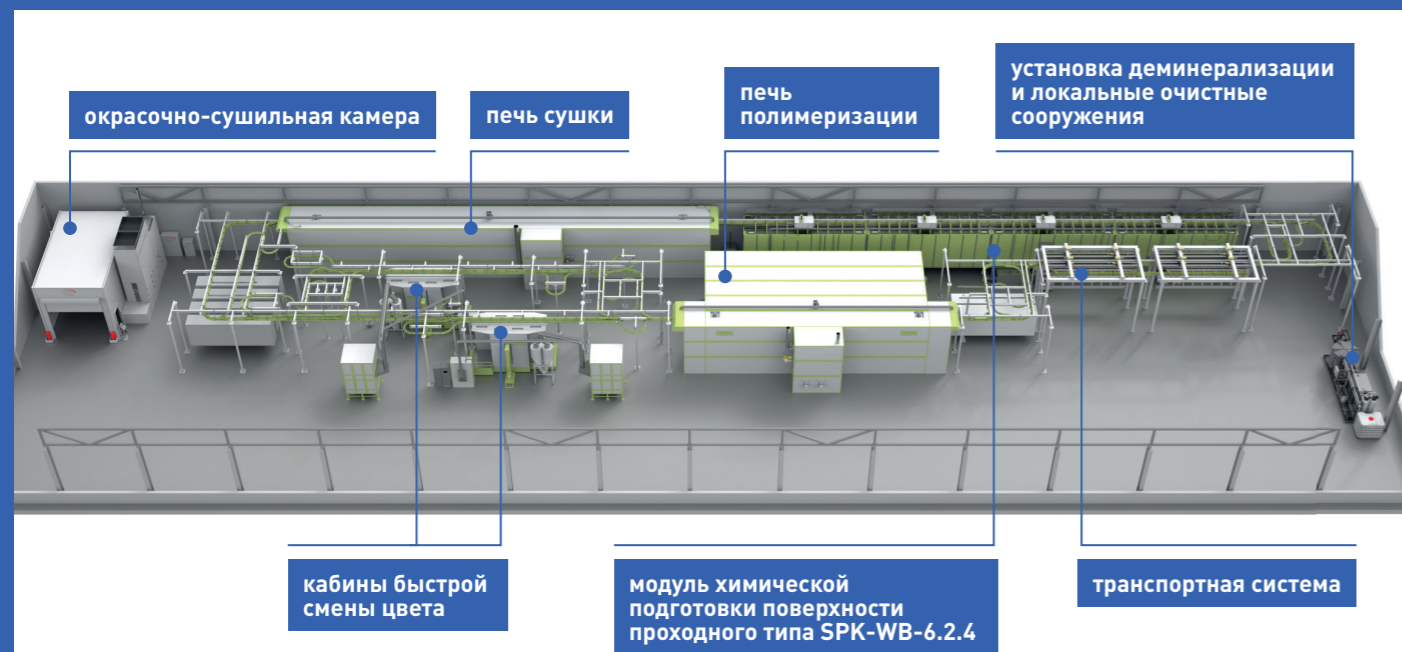 окрасочно-сушильная камера
печь сушки
печь
полимеризации
установка деминерализации
и локальные очистные
сооружения
кабины быстрой
смены цвета
модуль химической
подготовки поверхности
проходного типа SPK-WB-6.2.4
транспортная система